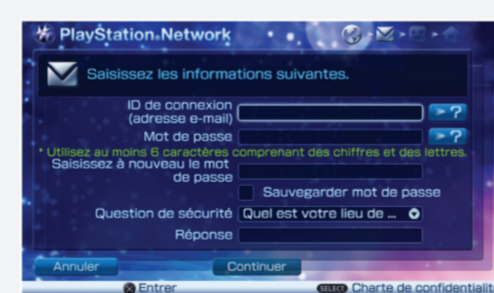 PlayStation®Network
Saisissez les informations suivantes.
ID de connexion
(adresse e-mail)
?
Mot de passe
?
* Utilisez au moins 6 caractères comprenant des chiffres et des lettres.
Saisissez à nouveau le mot
de passe
Sauvegarder mot de passe
Question de sécurité Quel est votre lieu de ...
Réponse
Annuler Continuer
Entrer SELECT Charte de confidentialit